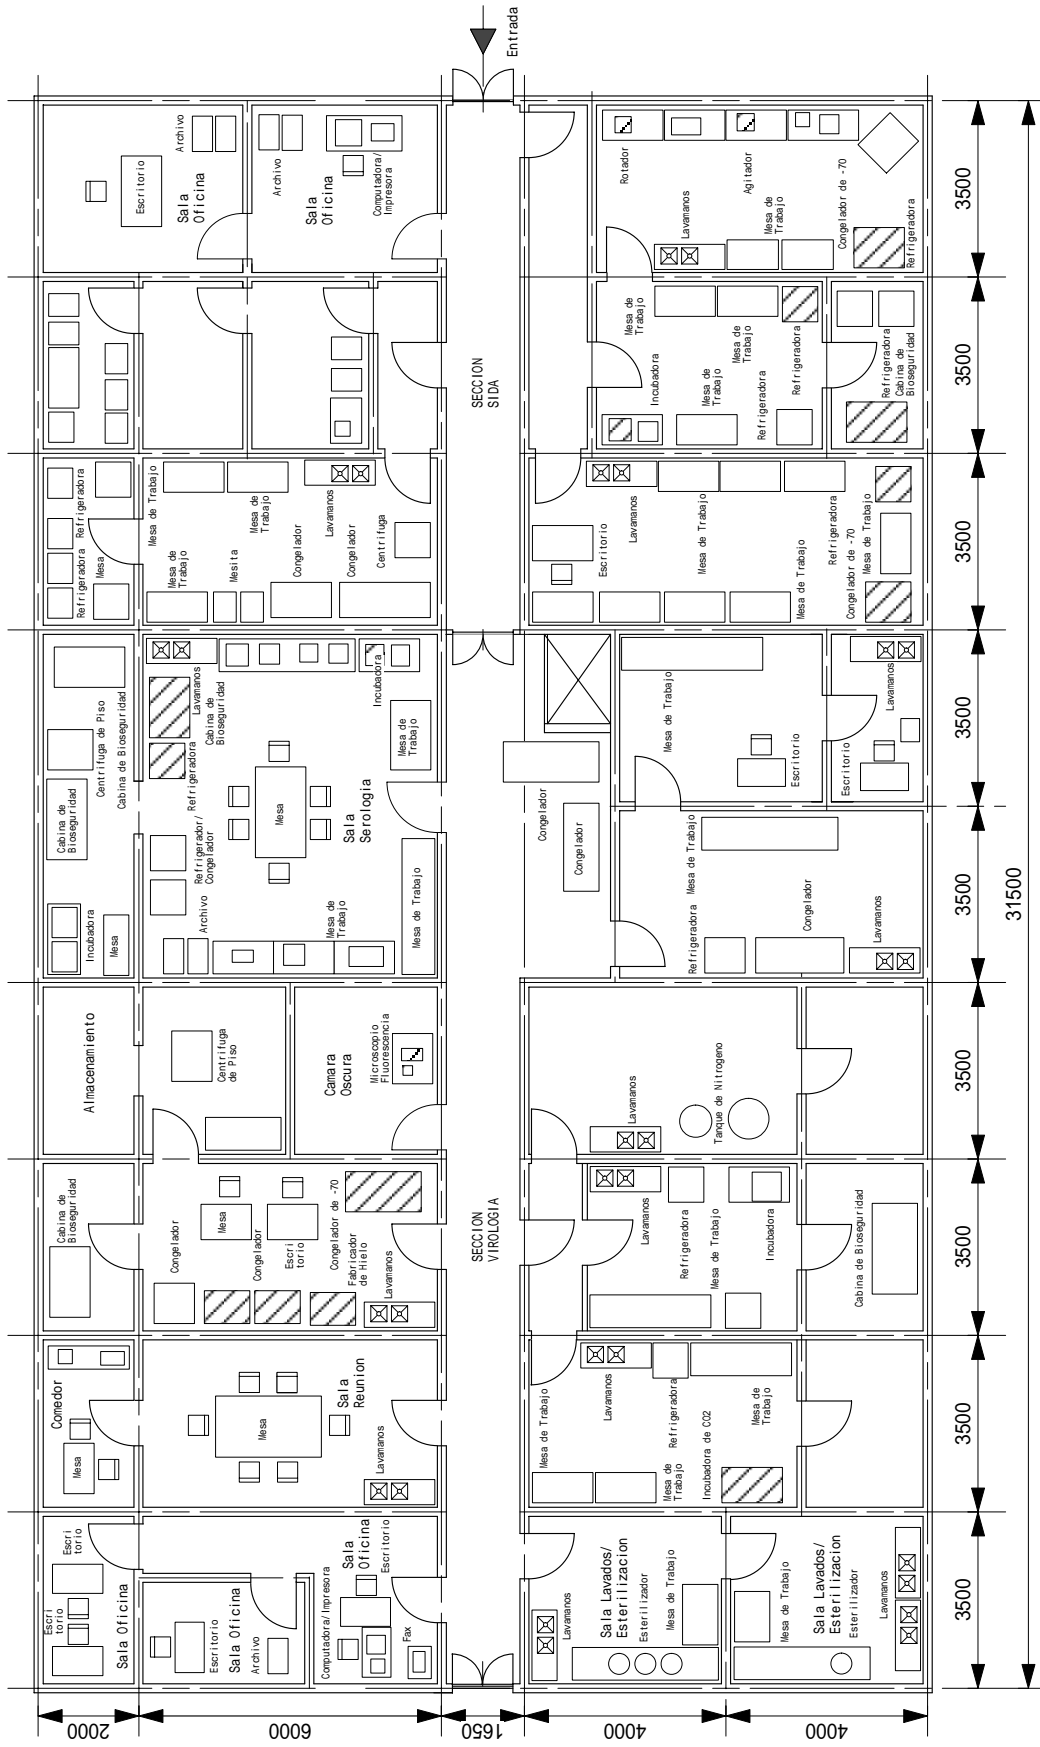 Entrada
Escritorio
Archivo
Sala
Oficina
Archivo
Sala
Oficina
Computadora/
Impresora
Rotador
Lavamanos
Agitador
Mesa de
Trabajo
Congelador de -70
Refrigeradora
SECCION
SIDA
Mesa de
Trabajo
Incubadora
Mesa de
Trabajo
Mesa de
Trabajo
Refrigeradora
Refrigeradora
Refrigeradora
Cabina de
Bioseguridad
Refrigeradora
Refrigeradora
Mesa
Mesa de Trabajo
Mesa de
Trabajo
Mesita
Mesa de
Trabajo
Congelador
Lavamanos
Congelador
Centrifuga
Escritorio
Lavamanos
Mesa de Trabajo
Mesa de Trabajo
Refrigeradora
Congelador de -70
Mesa de Trabajo
Cabina de
Bioseguridad
Centrifuga de Piso
Cabina de Bioseguridad
Incubadora
Mesa
Lavamanos
Cabina de
Bioseguridad
Refrigeradora
Refrigerador/
Congelador
Archivo
Mesa
Sala
Serologia
Incubadora
Mesa de
Trabajo
Mesa de
Trabajo
Mesa de Trabajo
Congelador
Congelador
Mesa de Trabajo
Escritorio
Escritorio
Lavamanos
Refrigeradora
Mesa de Trabajo
Congelador
Lavamanos
Almacenamiento
Centrifuga
de Piso
Camara
Oscura
Microscopio
Fluorescencia
Lavamanos
Tanque de Nitrogeno
Cabina de
Bioseguridad
Congelador
Mesa
Congelador
Escri
torio
Congelador de -70
Fabricador
de Hielo
Lavamanos
SECCION
VIROLOGIA
Lavamanos
Refrigeradora
Mesa de Trabajo
Incubadora
Cabina de Bioseguridad
Comedor
Mesa
Mesa
Sala
Reunion
Lavamanos
Mesa de Trabajo
Lavamanos
Refrigeradora
Mesa de
Trabajo
Incubadora de CO2
Mesa de
Trabajo
Escri
torio
Escri
torio
Sala Oficina
Escritorio
Sala Oficina
Archivo
Computadora/Impresora
Sala
Oficina
Escritorio
Fax
Lavamanos
Sala Lavados/
Esterilizacion
Esterilizador
Mesa de Trabajo
Mesa de Trabajo
Sala Lavados/
Esterilizacion
Esterilizador
Lavamanos
3500
3500
3500
3500
3500
3500
3500
3500
3500
31500
2000
6000
1650
4000
4000